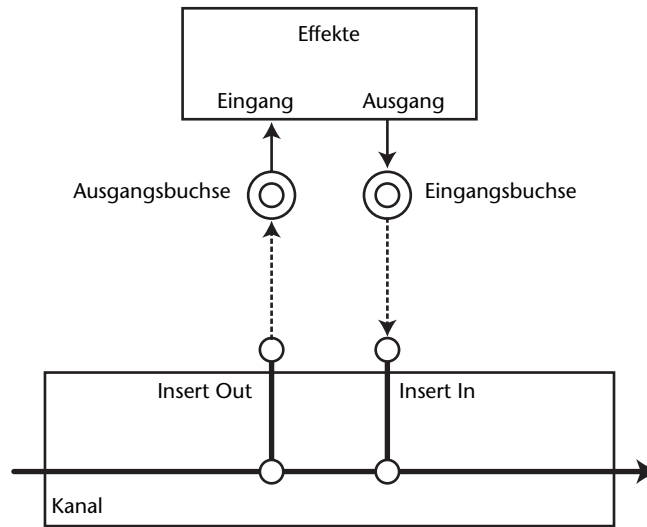 Effekte
Eingang Ausgang
Ausgangsbuchse Eingangsbuchse
Insert Out Insert In
Kanal